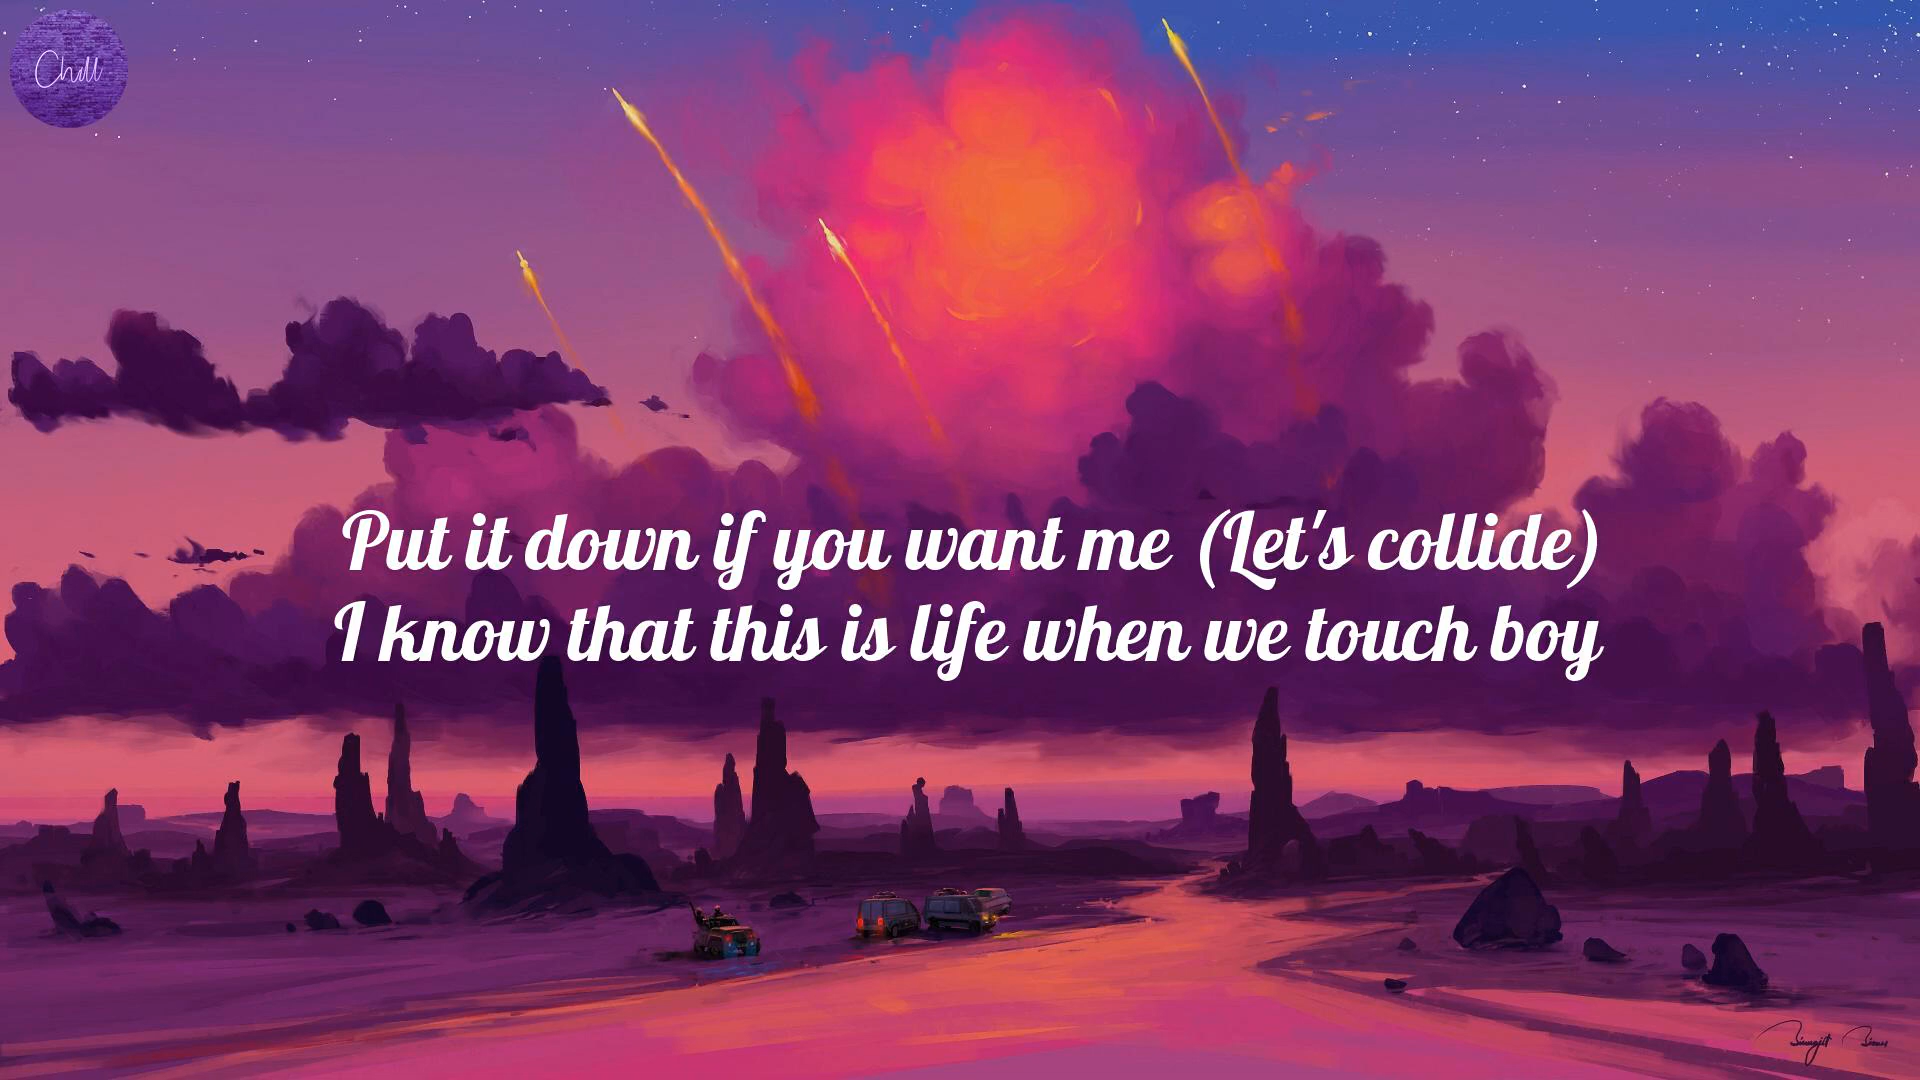 Chill
Put it down if you want me (Let's collide)
I know that this is life when we touch boy